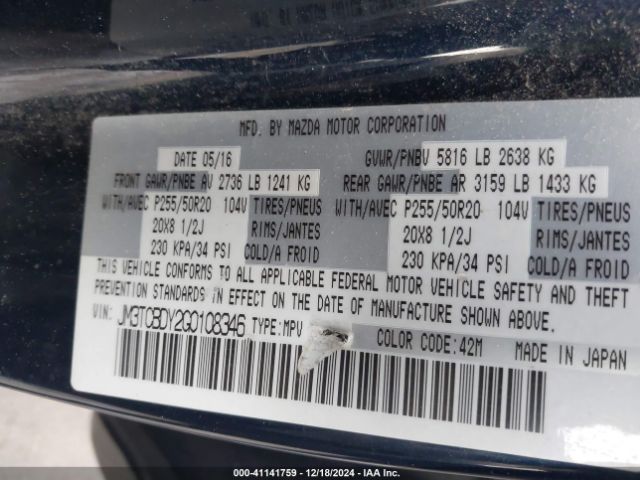 MFD. BY MAZDA MOTOR CORPORATION
DATE 05/16 GVWR/PNBV 5816 LB 2638 KG
FRONT GAWR/PNBE AV 2736 LB 1241 KG REAR GAWR/PNBE AR 3159 LB 1433 KG
WITH/AVEC P255/50R20 104V TIRES/PNEUS WITH/AVEC P255/50R20 104V TIRES/PNEUS
20X8 1/2J RIMS/JANTES 20X8 1/2J RIMS/JANTES
230 KPA/34 PSI COLD/A FROID 230 KPA/34 PSI COLD/A FROID
THIS VEHICLE CONFORMS TO ALL APPLICABLE FEDERAL MOTOR VEHICLE SAFETY AND THEFT
PREVENTION STANDARDS IN EFFECT ON THE DATE OF MANUFACTURE SHOWN ABOVE.
VIN: JM3TCBDY2G0108346 TYPE:MPV COLOR CODE:42M MADE IN JAPAN
000-41141759 - 12/18/2024 - IAA Inc.